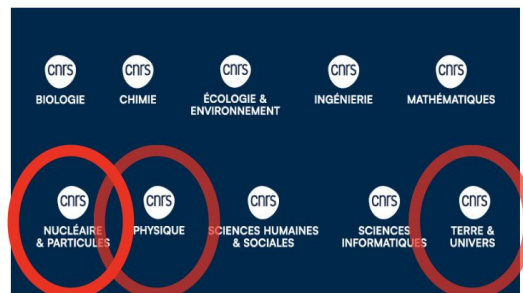 cnrs cnrs cnrs cnrs cnrs
BIOLOGIE CHIMIE ÉCOLOGIE & INGÉNIERIE MATHÉMATIQUES
ENVIRONNEMENT
cnrs cnrs cnrs cnrs cnrs
NUCLÉAIRE PHYSIQUE SCIENCES HUMAINES SCIENCES TERRE &
& PARTICULES & SOCIALES INFORMATIQUES UNIVERS